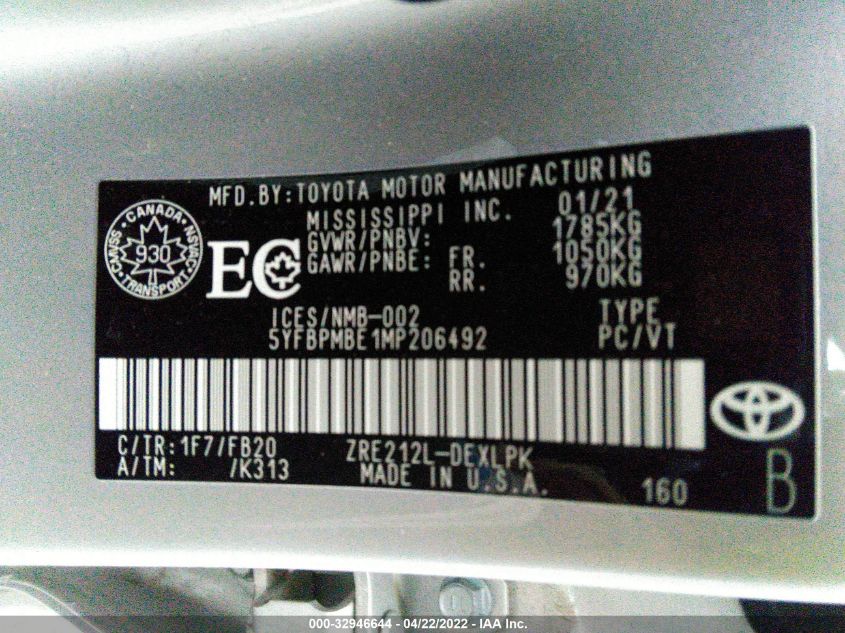 MFD.BY:TOYOTA MOTOR MANUFACTURING
MISSISSIPPI INC. 01/21
GVWR/PNBV: 1785KG
GAWR/PNBE: FR. 1050KG
RR. 970KG
CANADA
930
TRANSPORT
CMVSS
NSVAC
EC
ICES/NMB-002 TYPE
5YFBPMBE1MP206492 PC/VT
C/TR:1F7/FB20 ZRE212L-DEXLPK
A/TM: /K313 MADE IN U.S.A.
160
B
000-32946644 - 04/22/2022 - IAA Inc.